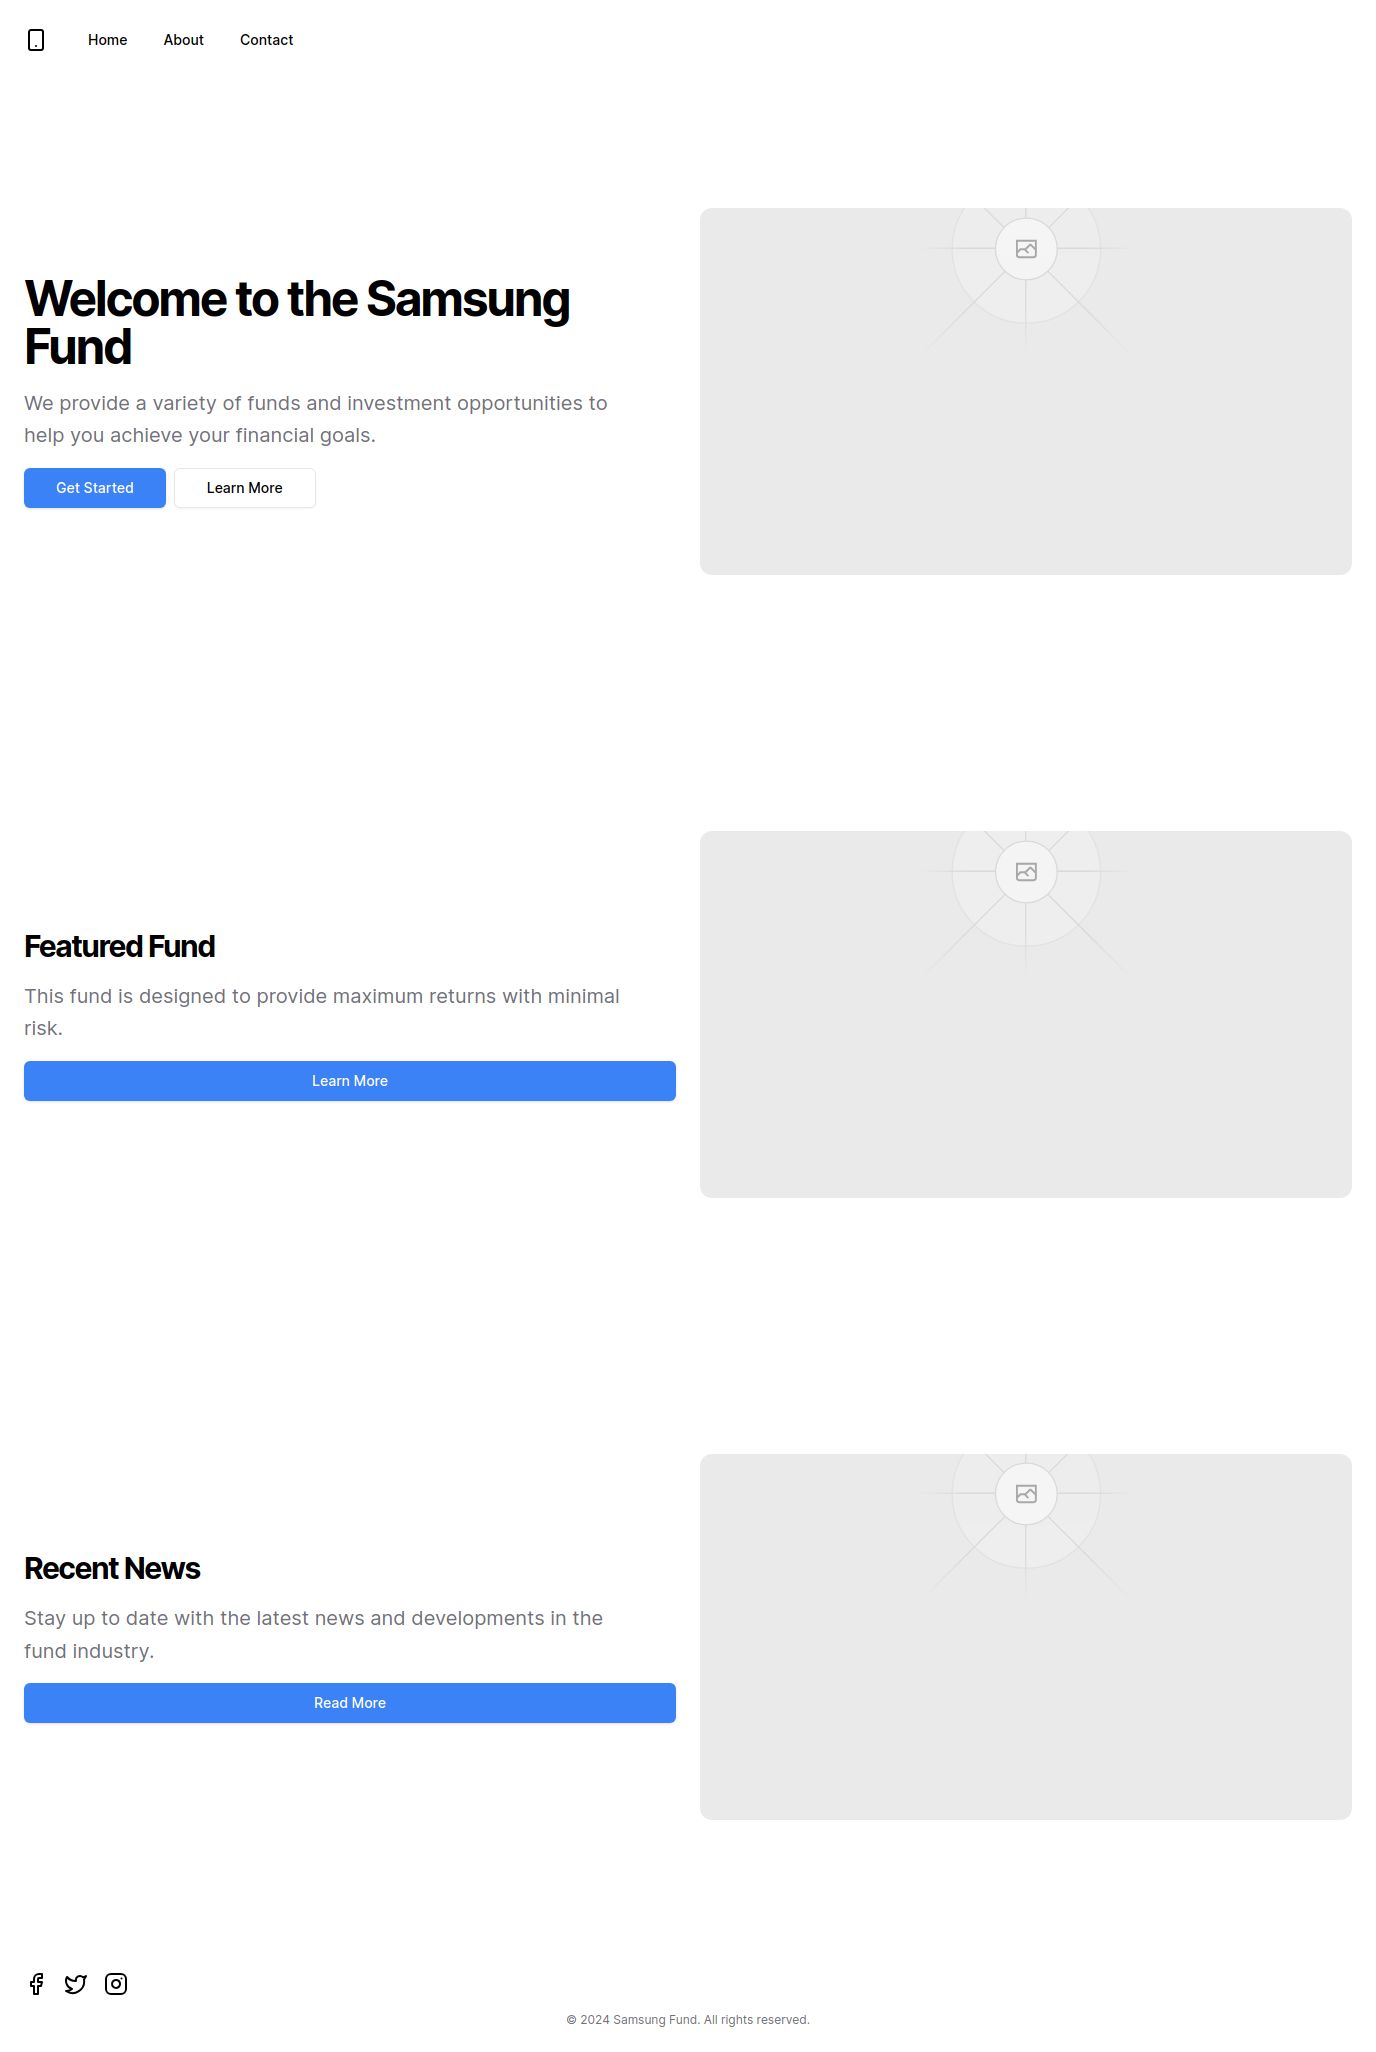 Home About Contact
Welcome to the Samsung
Fund
We provide a variety of funds and investment opportunities to
help you achieve your financial goals.
Get Started Learn More
Featured Fund
This fund is designed to provide maximum returns with minimal
risk.
Learn More
Recent News
Stay up to date with the latest news and developments in the
fund industry.
Read More
© 2024 Samsung Fund. All rights reserved.